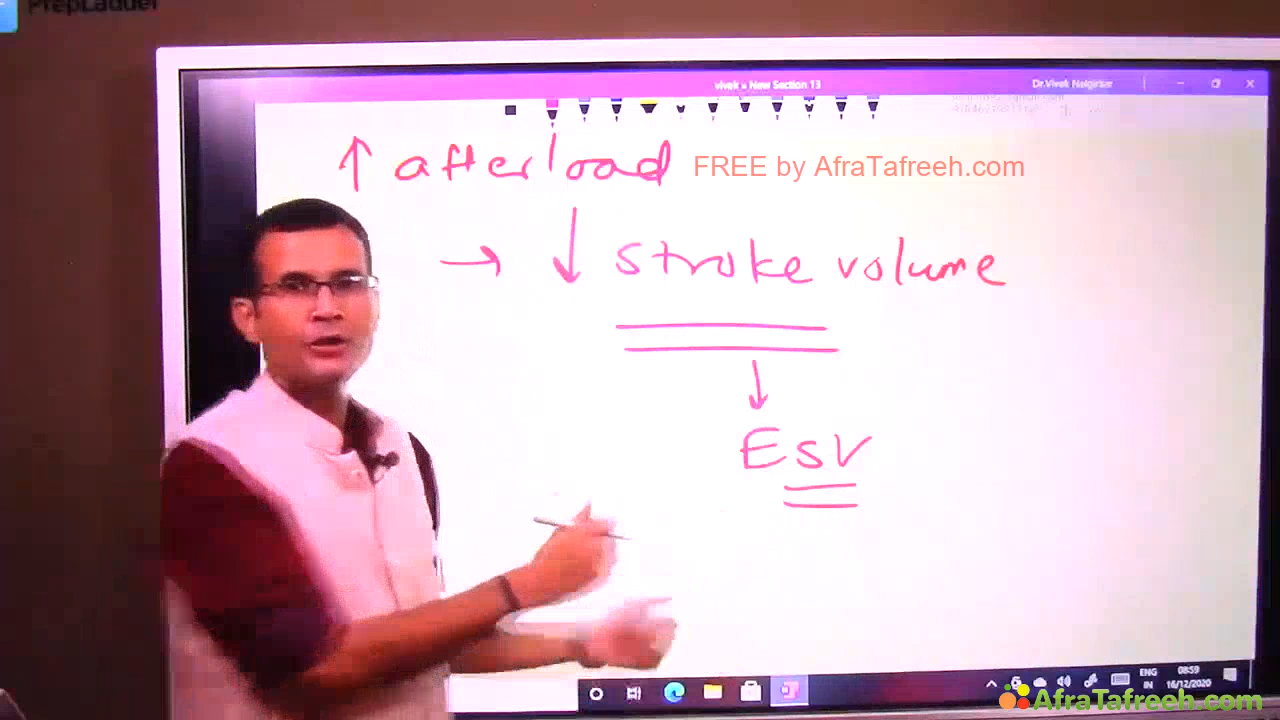 PrepLadder
vivek » New Section 13
Dr.Vivek Nalgirkar
↑ afterload
FREE by AfraTafreeh.com
→ ↓ stroke volume
↓
ESV
ENG
IN
08:59
16/12/2020
AfraTafreeh.com